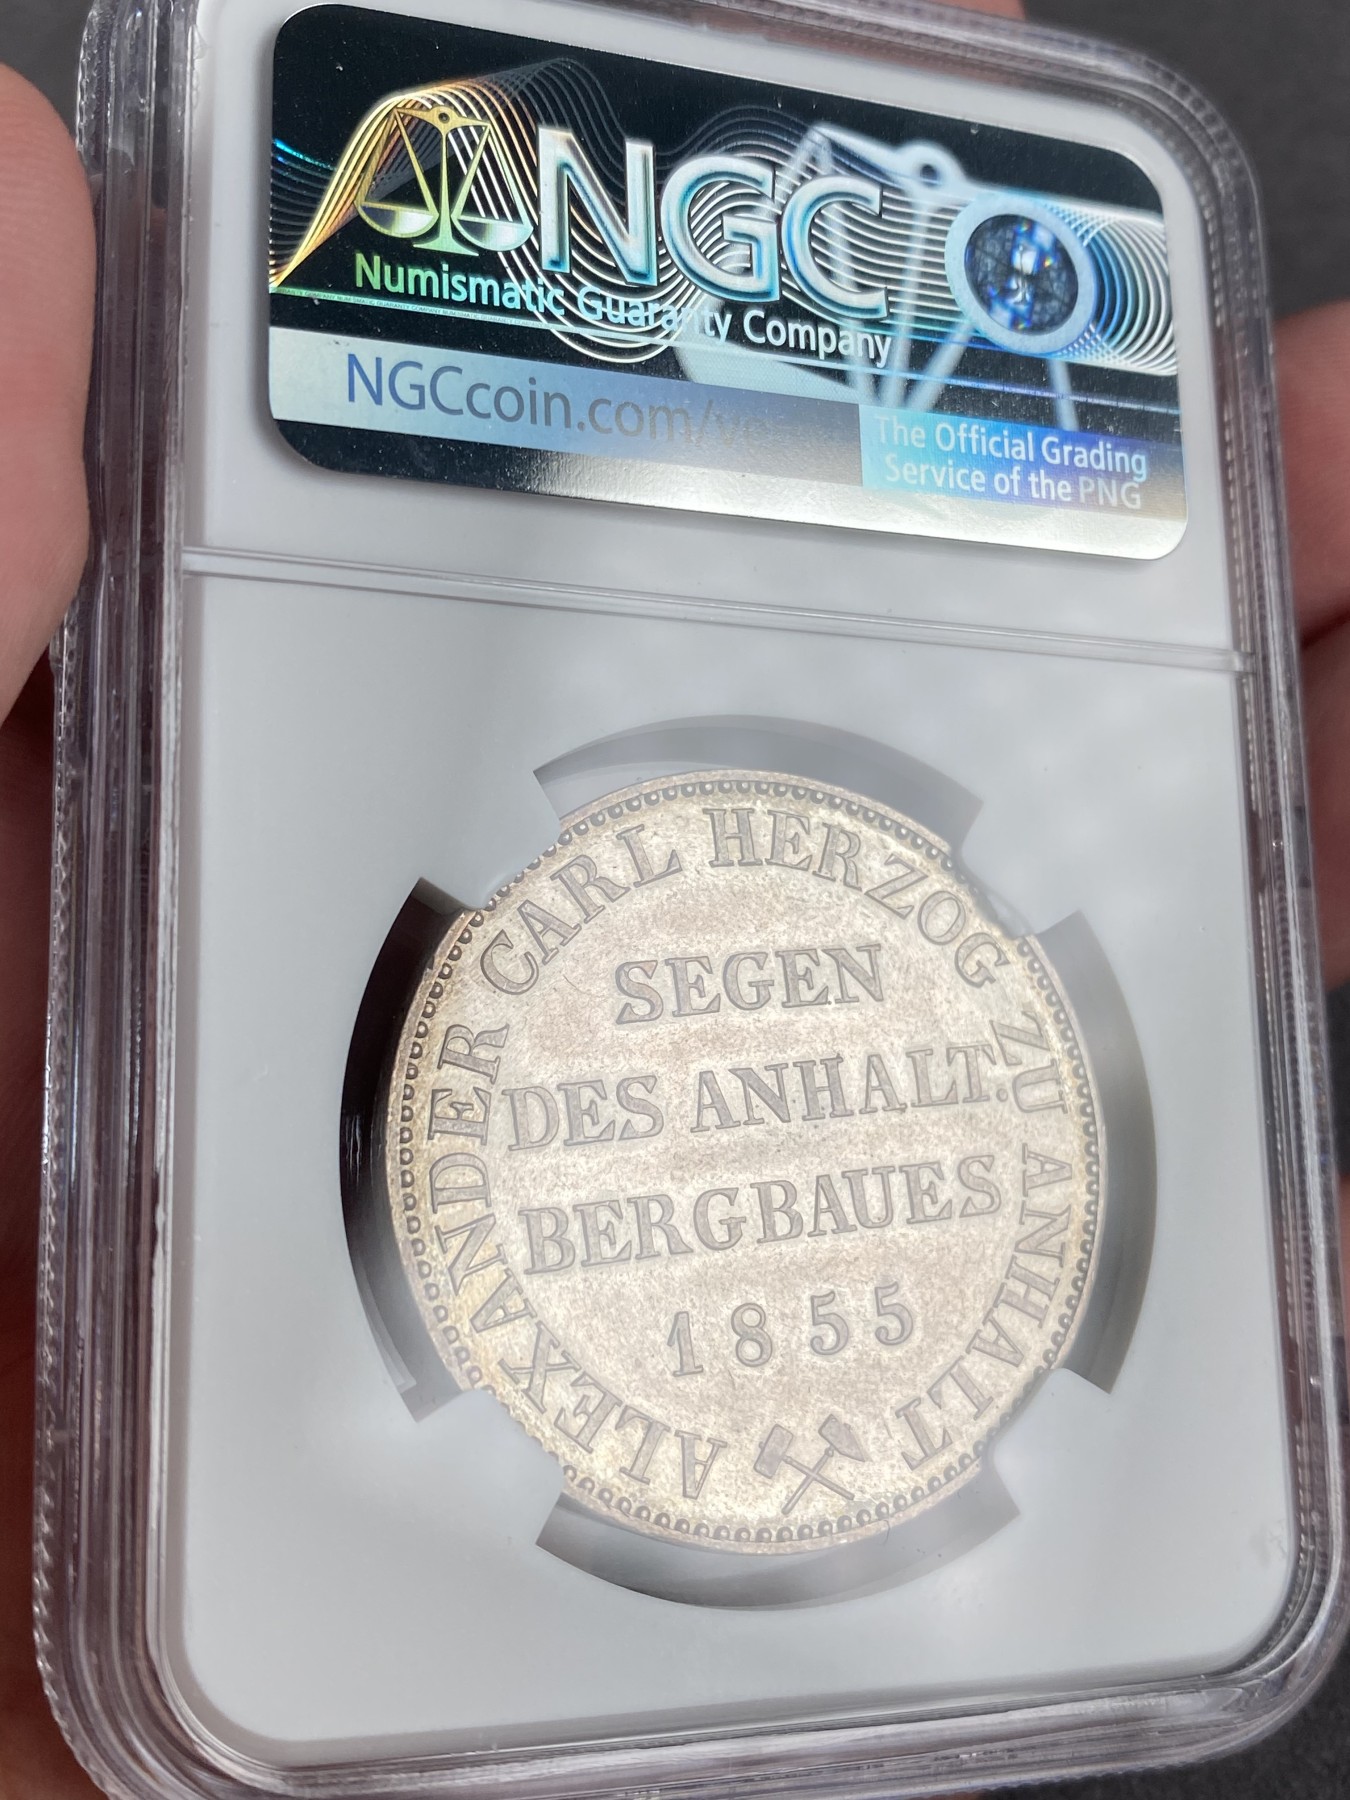 NGC
Numismatic Guaranty Company
NGCcoin.com/
The Official Grading
Service of the PNG
ALEXANDER CARL HERZOG ZU ANHALT
SEGEN
DES ANHALT.
BERGBAUES
1855